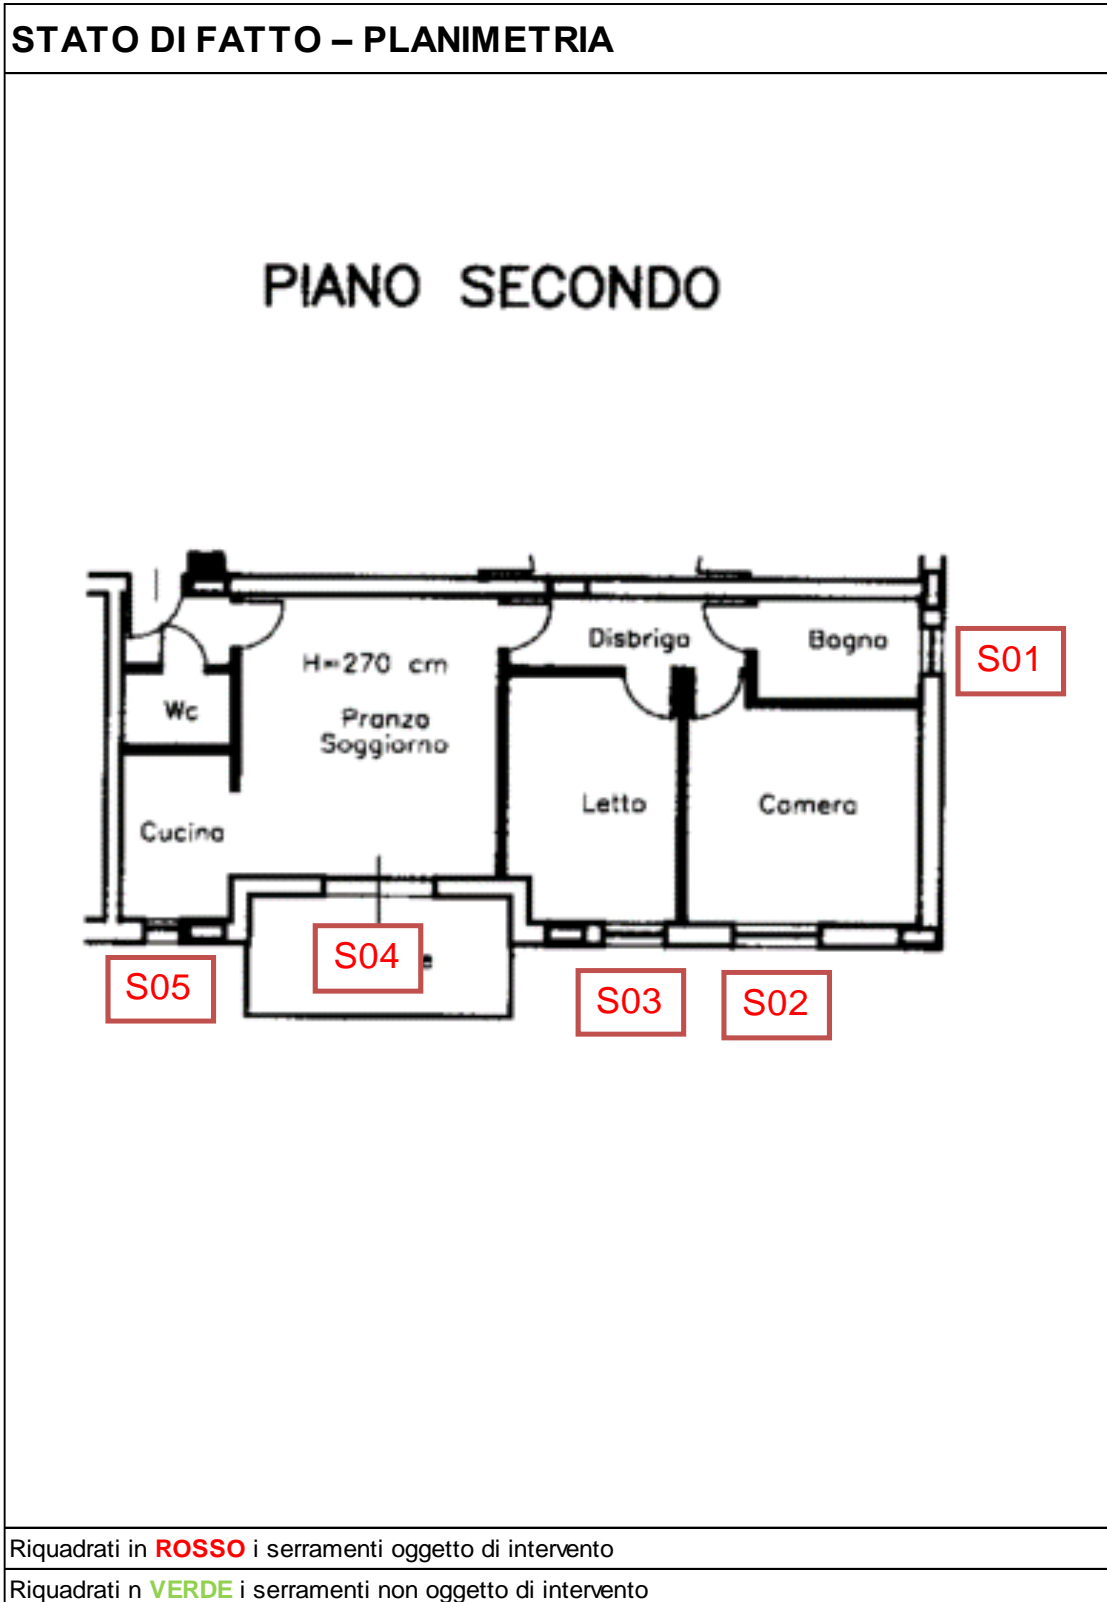 STATO DI FATTO – PLANIMETRIA
PIANO SECONDO
Disbrigo
Bagno
S01
H=270 cm
Wc
Pranzo
Soggiorno
Letto
Camera
Cucina
S04
S05
S03
S02
Riquadrati in ROSSO i serramenti oggetto di intervento
Riquadrati n VERDE i serramenti non oggetto di intervento